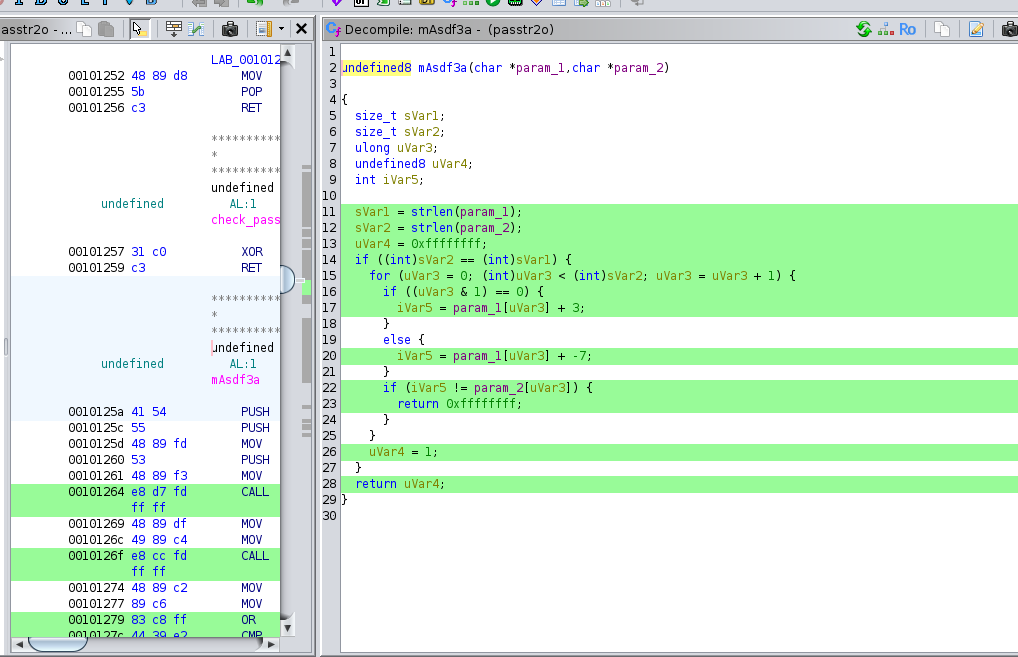 asstr2o - ...
LAB_001012
00101252 48 89 d8 MOV
00101255 5b POP
00101256 c3 RET
**********
*
**********
undefined
undefined AL:1
check_pass
00101257 31 c0 XOR
00101259 c3 RET
**********
*
**********
undefined
undefined AL:1
mAsdf3a
0010125a 41 54 PUSH
0010125c 55 PUSH
0010125d 48 89 fd MOV
00101260 53 PUSH
00101261 48 89 f3 MOV
00101264 e8 d7 fd CALL
ff ff
00101269 48 89 df MOV
0010126c 49 89 c4 MOV
0010126f e8 cc fd CALL
ff ff
00101274 48 89 c2 MOV
00101277 89 c6 MOV
00101279 83 c8 ff OR
0010127c 44 39 e2 CMP
Decompile: mAsdf3a - (passtr2o)
Ro
1
2 undefined8 mAsdf3a(char *param_1,char *param_2)
3
4 {
5 size_t sVar1;
6 size_t sVar2;
7 ulong uVar3;
8 undefined8 uVar4;
9 int iVar5;
10
11 sVar1 = strlen(param_1);
12 sVar2 = strlen(param_2);
13 uVar4 = 0xffffffff;
14 if ((int)sVar2 == (int)sVar1) {
15 for (uVar3 = 0; (int)uVar3 < (int)sVar2; uVar3 = uVar3 + 1) {
16 if ((uVar3 & 1) == 0) {
17 iVar5 = param_1[uVar3] + 3;
18 }
19 else {
20 iVar5 = param_1[uVar3] + -7;
21 }
22 if (iVar5 != param_2[uVar3]) {
23 return 0xffffffff;
24 }
25 }
26 uVar4 = 1;
27 }
28 return uVar4;
29 }
30